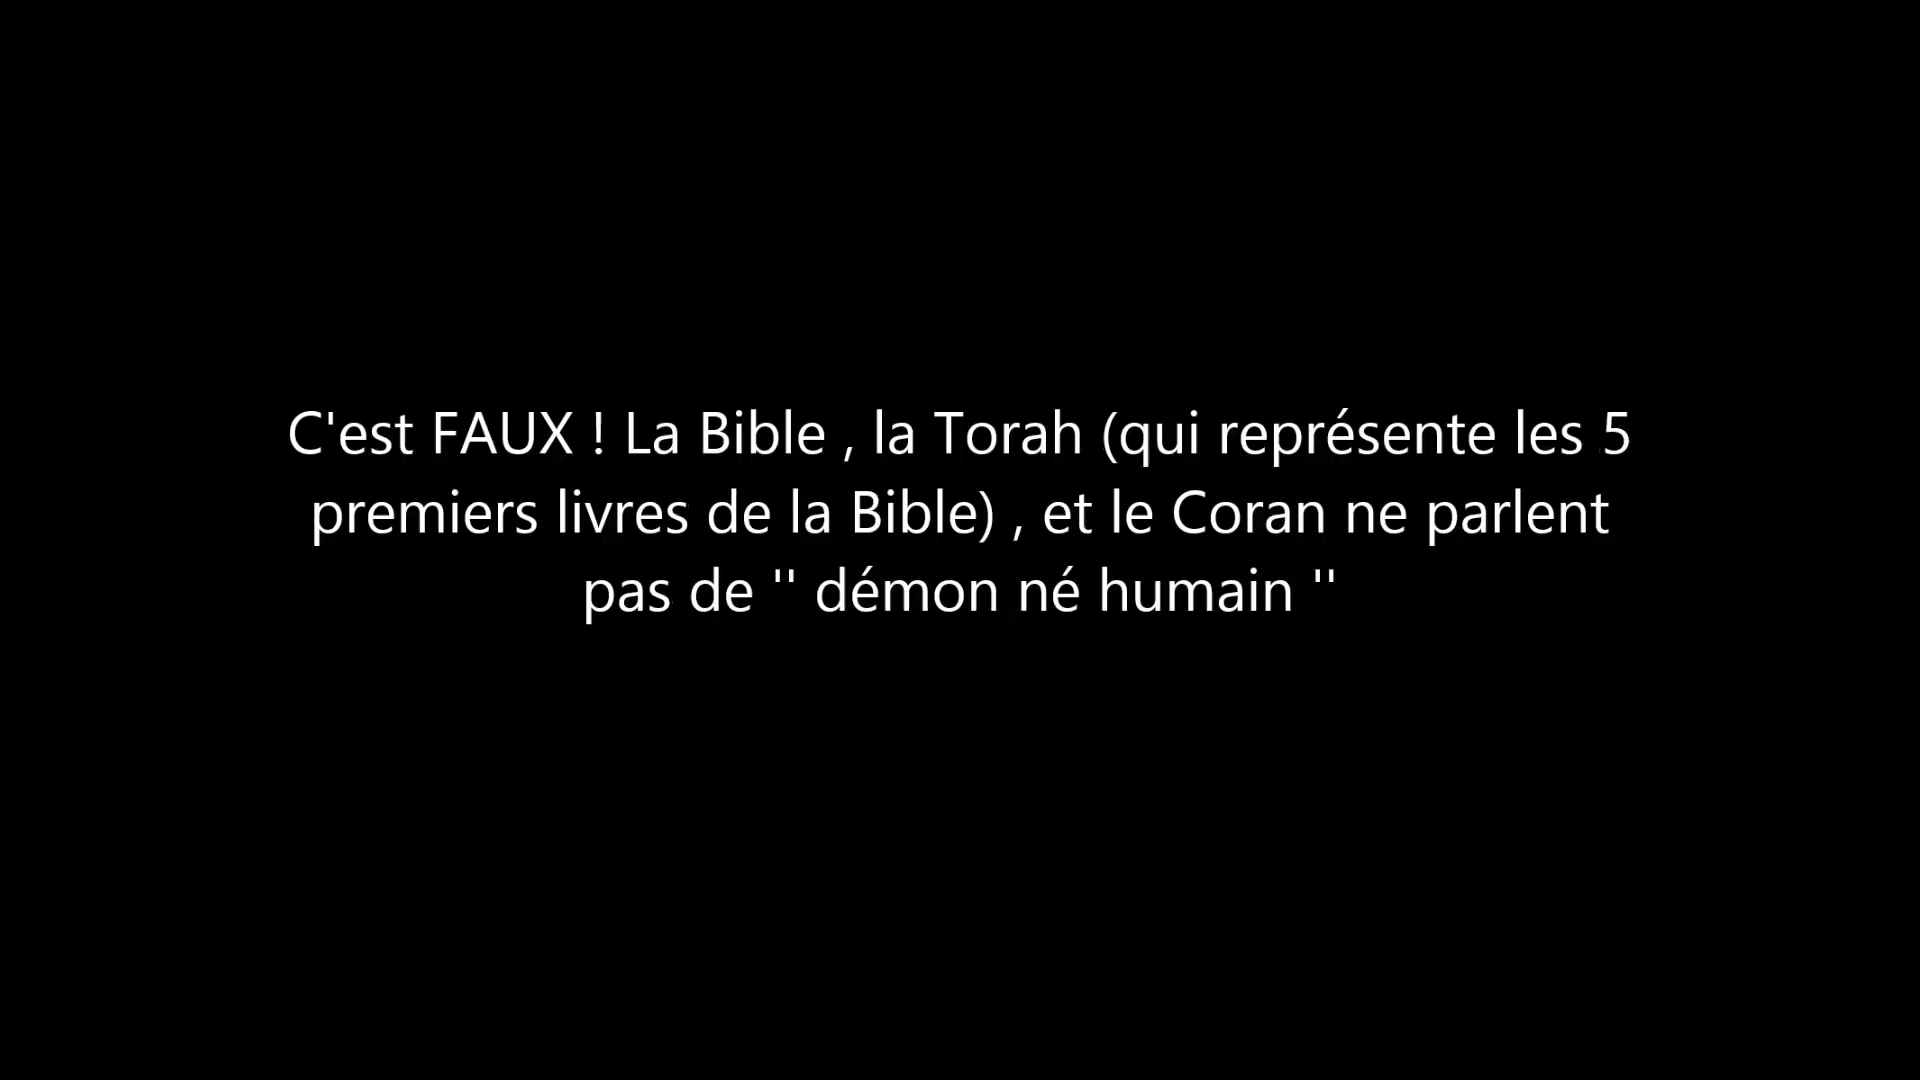 C'est FAUX ! La Bible , la Torah (qui représente les 5
premiers livres de la Bible) , et le Coran ne parlent
pas de '' démon né humain ''